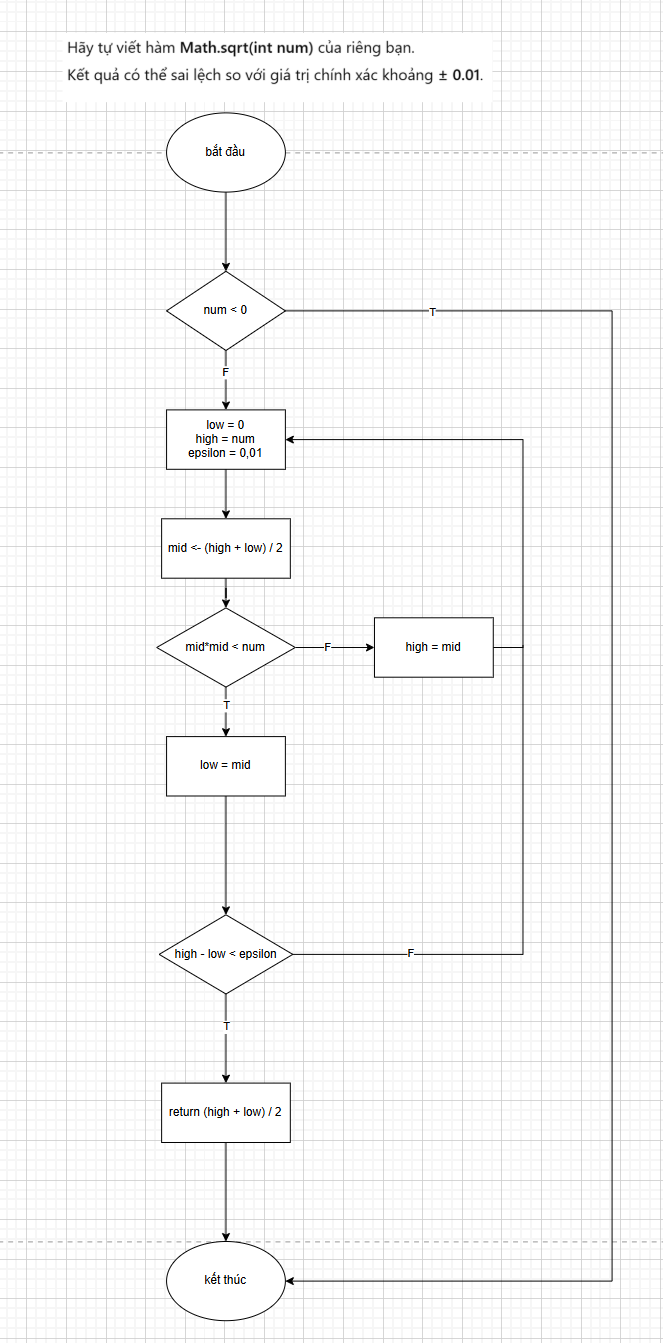 Hãy tự viết hàm Math.sqrt(int num) của riêng bạn.
Kết quả có thể sai lệch so với giá trị chính xác khoảng ± 0.01.
bắt đầu
num < 0
T
F
low = 0
high = num
epsilon = 0,01
mid <- (high + low) / 2
mid*mid < num
F
high = mid
T
low = mid
high - low < epsilon
F
T
return (high + low) / 2
kết thúc